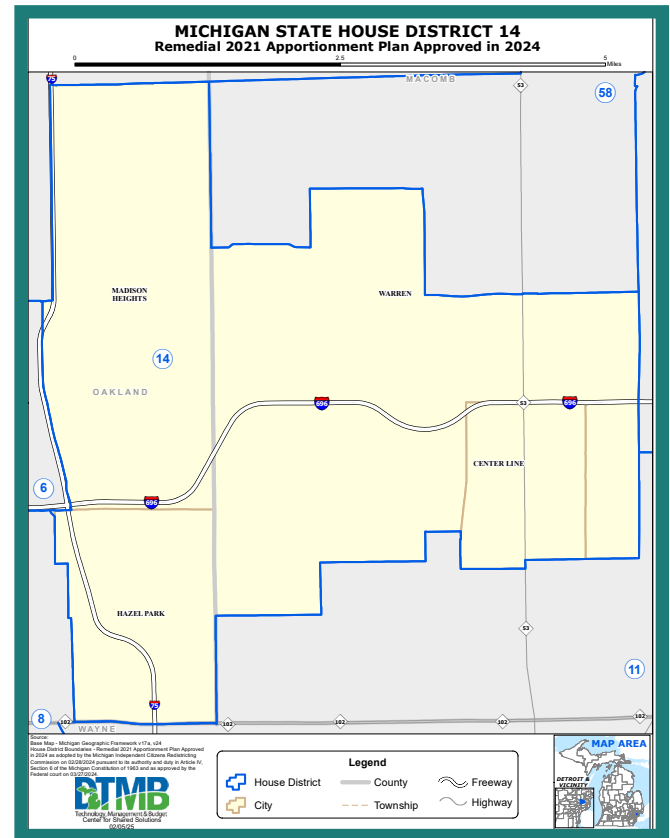 MICHIGAN STATE HOUSE DISTRICT 14
Remedial 2021 Apportionment Plan Approved in 2024
0 2.5 5
Miles
75
MACOMB
53
58
MADISON
HEIGHTS
WARREN
14
OAKLAND
696
53
696
CENTER LINE
6
696
HAZEL PARK
53
11
75
8
102
102
102
102
102
WAYNE
Source:
Base Map - Michigan Geographic Framework v17a, v24
House District Boundaries - Remedial 2021 Apportionment Plan Approved
in 2024 as adopted by the Michigan Independent Citizens Redistricting
Commission on 02/28/2024 pursuant to its authority and duty in Article IV,
Section 6 of the Michigan Constitution of 1963 and as approved by the
Federal court on 03/27/2024.
DTMB
Technology, Management & Budget
Center for Shared Solutions
02/05/25
Legend
House District
County
Freeway
City
Township
Highway
MAP AREA
DETROIT &
VICINITY